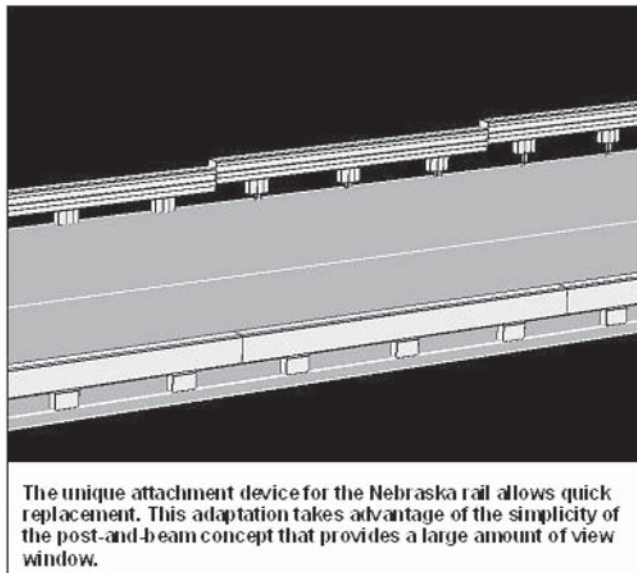 The unique attachment device for the Nebraska rail allows quick
replacement. This adaptation takes advantage of the simplicity of
the post-and-beam concept that provides a large amount of view
window.